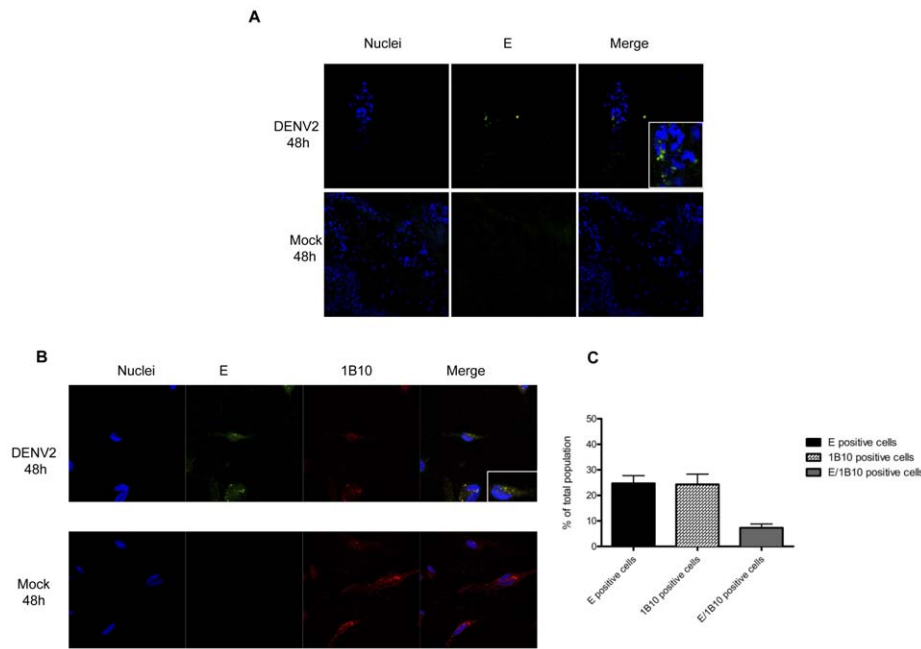 A
Nuclei E Merge
DENV2
48h
Mock
48h
B
Nuclei E 1B10 Merge
DENV2
48h
Mock
48h
C
% of total population
50
40
30
20
10
0
E positive cells
1B10 positive cells
E/1B10 positive cells
E positive cells
1B10 positive cells
E/1B10 positive cells